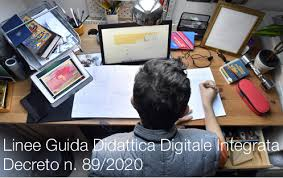 Linee Guida Didattica Digitale Integrata
Decreto n. 89/2020